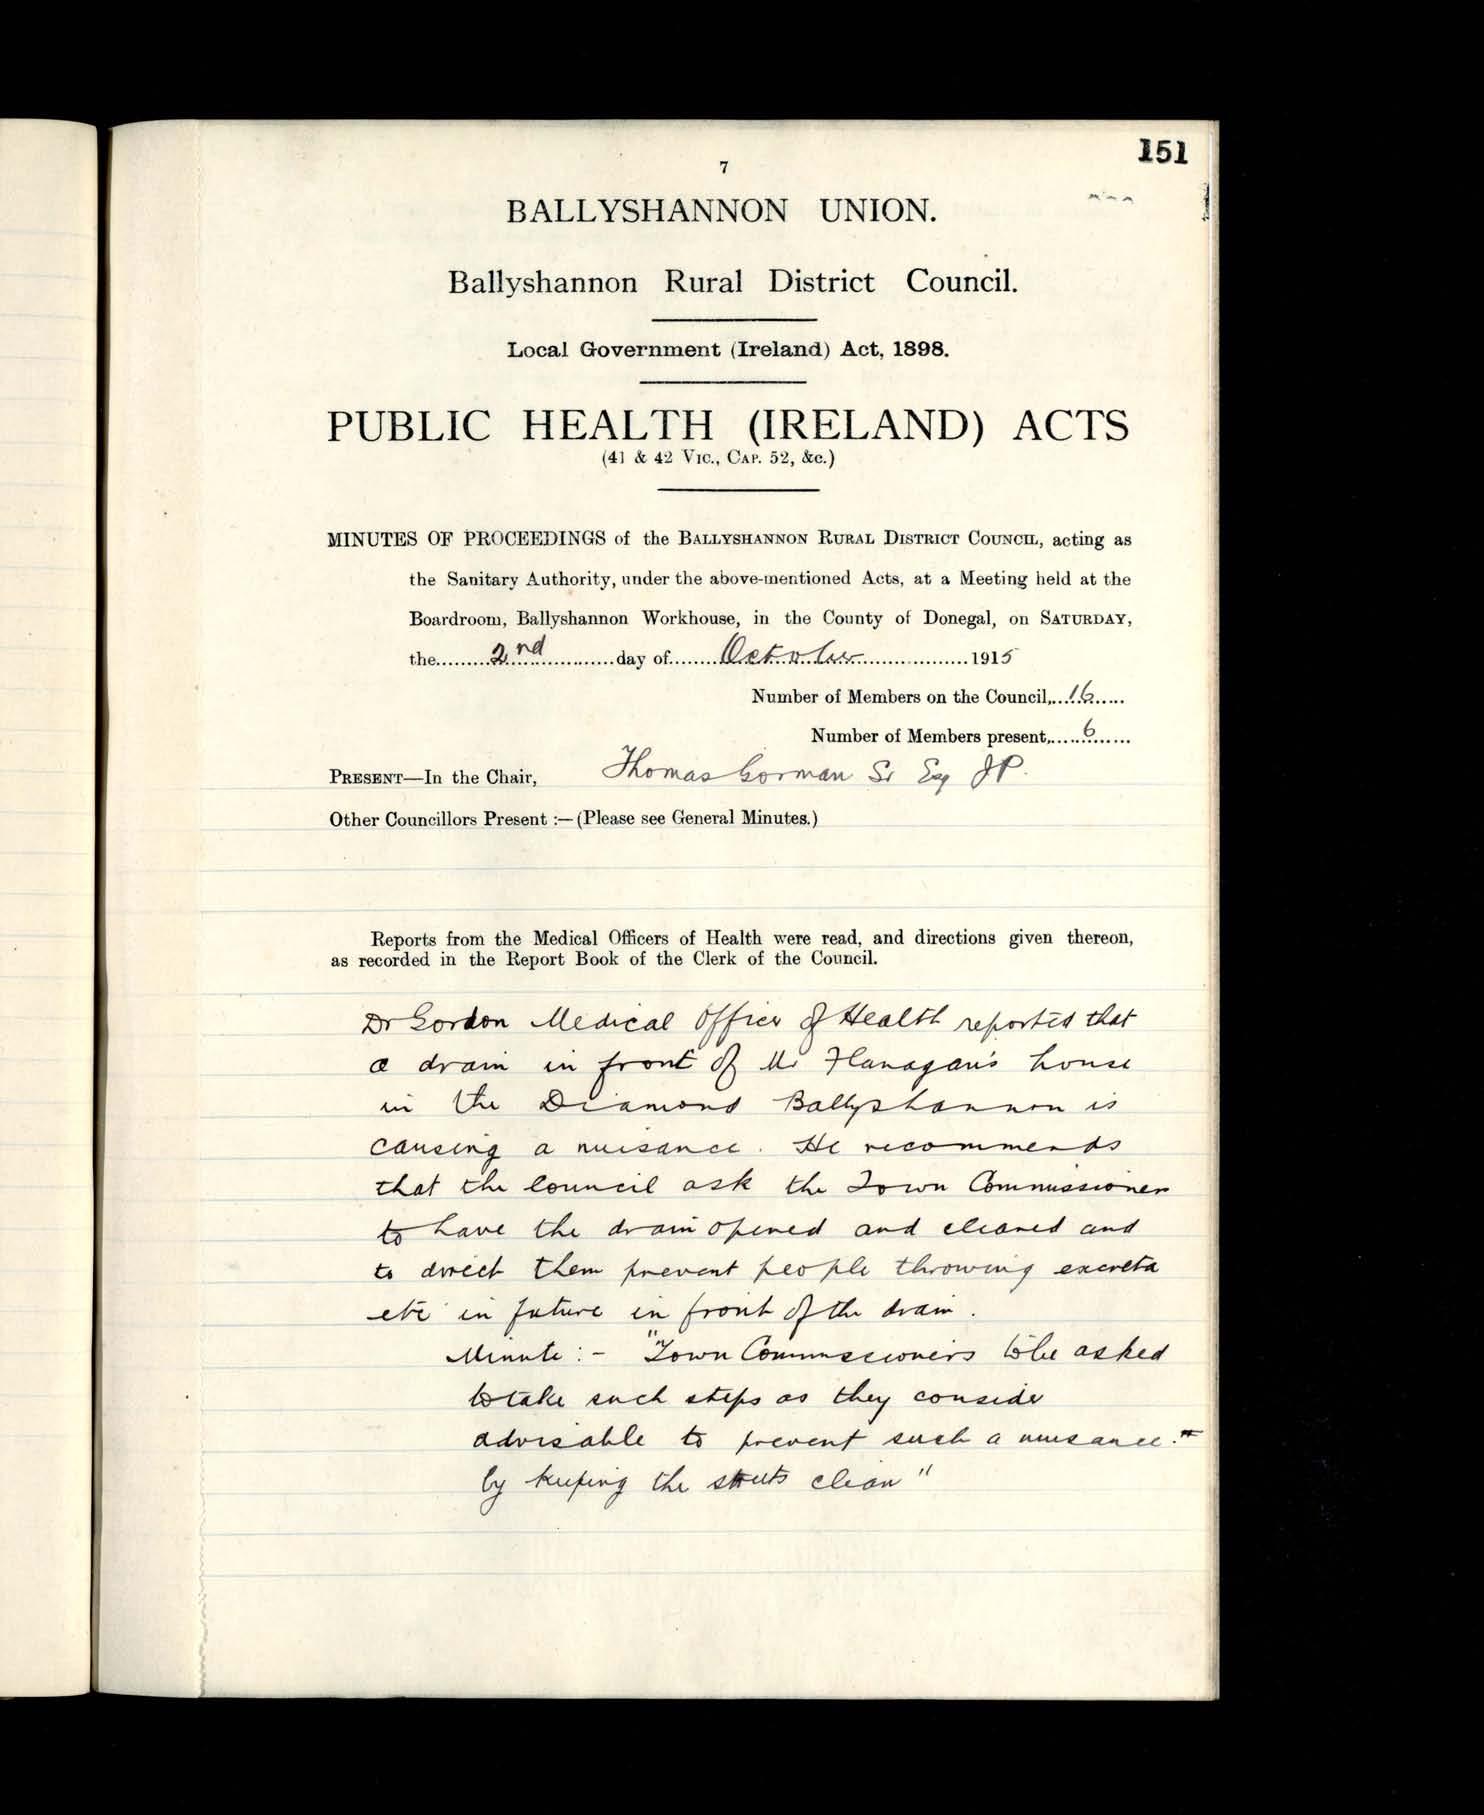 151
7
BALLYSHANNON UNION.
Ballyshannon Rural District Council.
Local Government (Ireland) Act, 1898.
PUBLIC HEALTH (IRELAND) ACTS
(41 & 42 Vic., Cap. 52, &c.)
MINUTES OF PROCEEDINGS of the Ballyshannon Rural District Council, acting as
the Sanitary Authority, under the above-mentioned Acts, at a Meeting held at the
Boardroom, Ballyshannon Workhouse, in the County of Donegal, on Saturday,
the 2nd day of October 1915
Number of Members on the Council, 16
Number of Members present, 6
Present—In the Chair, Thomas Gorman Sr Esq JP.
Other Councillors Present :—(Please see General Minutes.)
Reports from the Medical Officers of Health were read, and directions given thereon,
as recorded in the Report Book of the Clerk of the Council.
Dr Gordon Medical Officer of Health reported that
a drain in front of Mr Flanagan's house
in the Diamond Ballyshannon is
causing a nuisance. He recommends
that the Council ask the Town Commissioners
to have the drain opened and cleaned and
to direct them prevent people throwing excreta
etc in future in front of the drain.
Minute :- "Town Commissioners to be asked
to take such steps as they consider
advisable to prevent such a nuisance."
by keeping the streets clean"